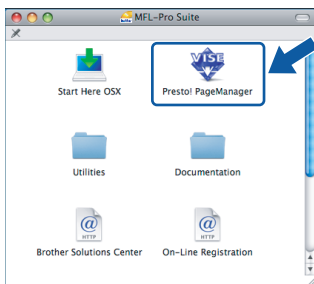 MFL-Pro Suite
Start Here OSX
VISE
Presto! PageManager
Utilities
Documentation
@
HTTP
@
HTTP
Brother Solutions Center
On-Line Registration